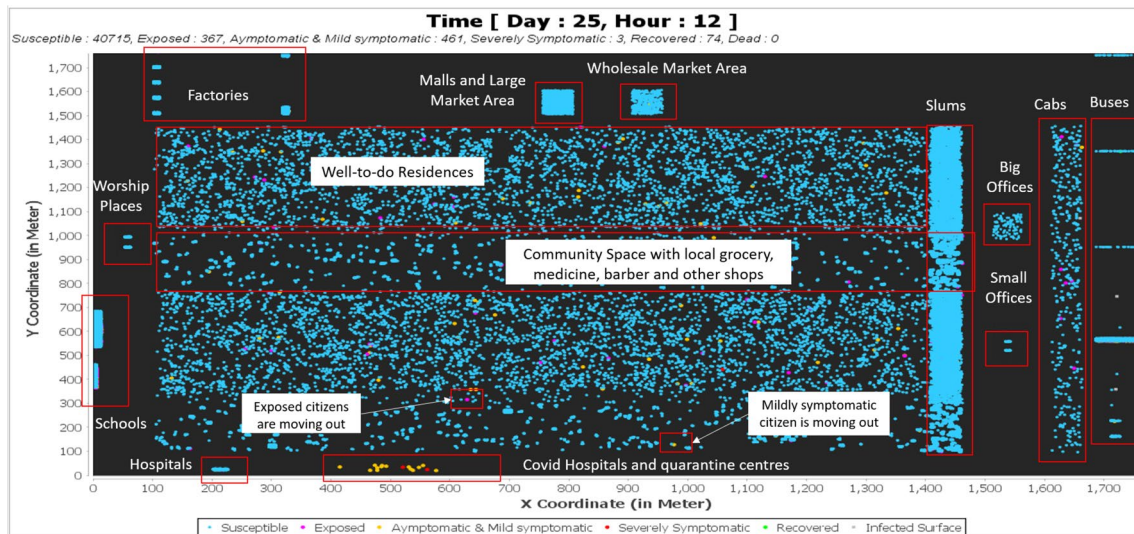 Time [ Day : 25, Hour : 12 ]
Susceptible : 40715, Exposed : 367, Aymptomatic & Mild symptomatic : 461, Severely Symptomatic : 3, Recovered : 74, Dead : 0
1,700
1,600
1,500
1,400
1,300
1,200
1,100
1,000
900
800
700
600
500
400
300
200
100
0
Y Coordinate (in Meter)
Factories
Malls and Large
Market Area
Wholesale Market Area
Slums
Cabs
Buses
Well-to-do Residences
Worship
Places
Big
Offices
Community Space with local grocery,
medicine, barber and other shops
Small
Offices
Schools
Exposed citizens
are moving out
Mildly symptomatic
citizen is moving out
Hospitals
Covid Hospitals and quarantine centres
0 100 200 300 400 500 600 700 800 900 1,000 1,100 1,200 1,300 1,400 1,500 1,600 1,700
X Coordinate (in Meter)
Susceptible Exposed Aymptomatic & Mild symptomatic Severely Symptomatic Recovered Infected Surface